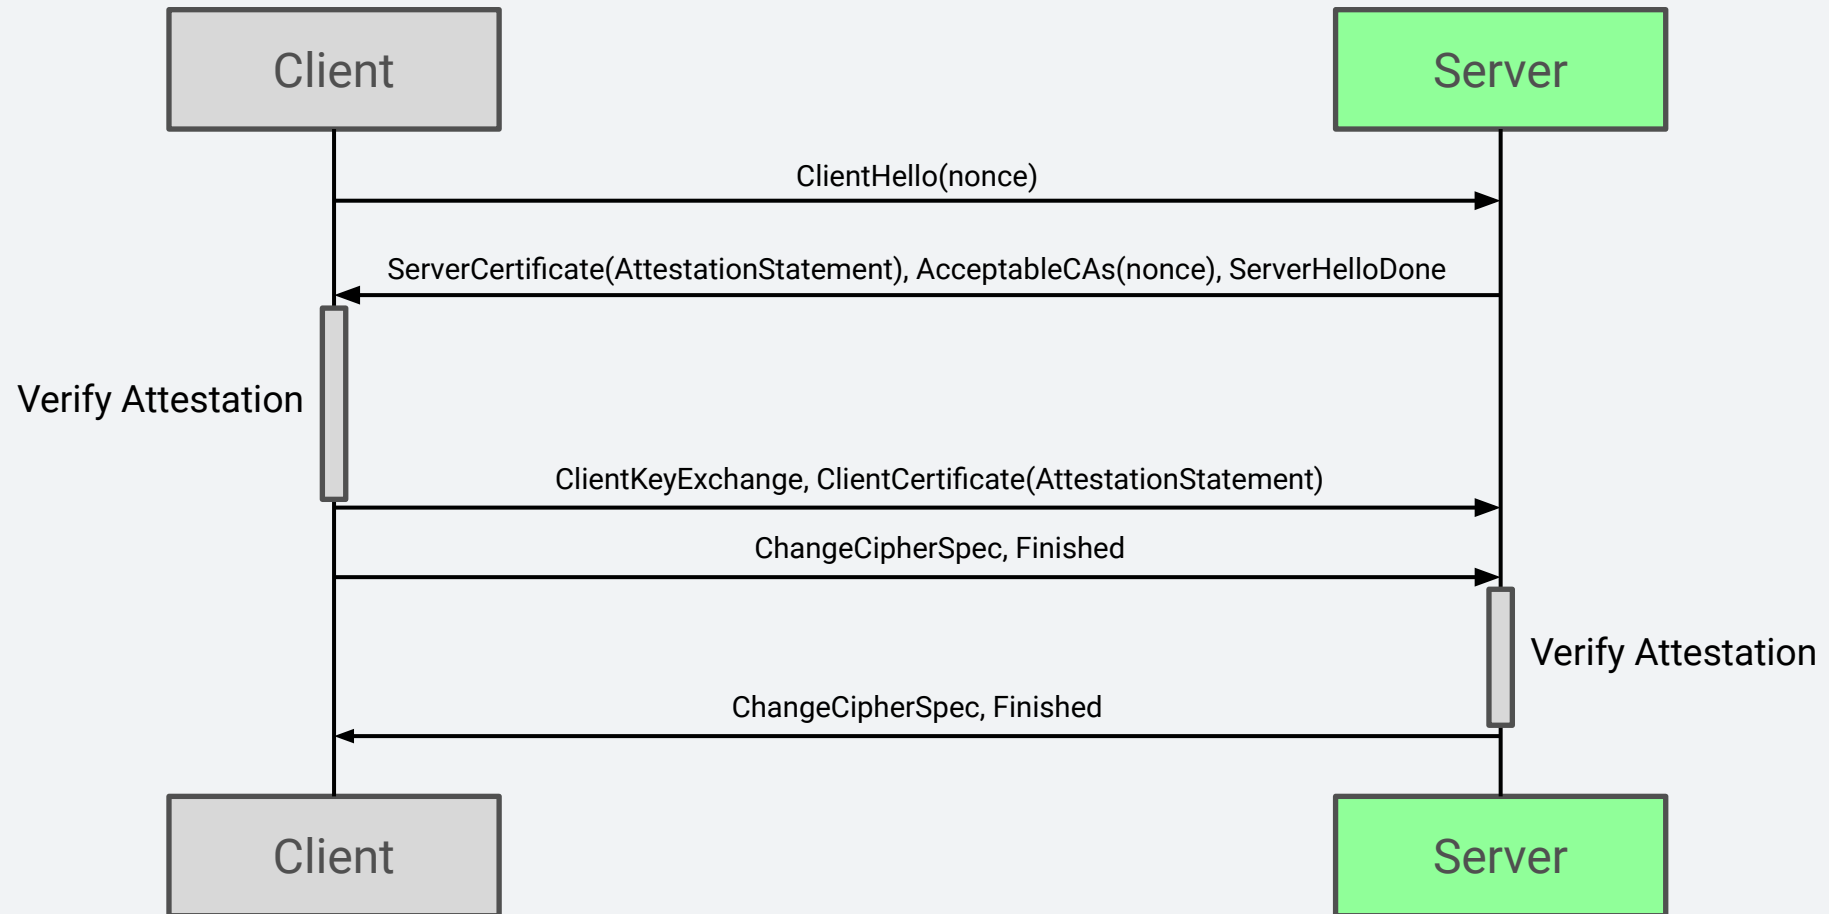 Client
Server
ClientHello(nonce)
ServerCertificate(AttestationStatement), AcceptableCAs(nonce), ServerHelloDone
Verify Attestation
ClientKeyExchange, ClientCertificate(AttestationStatement)
ChangeCipherSpec, Finished
Verify Attestation
ChangeCipherSpec, Finished
Client
Server